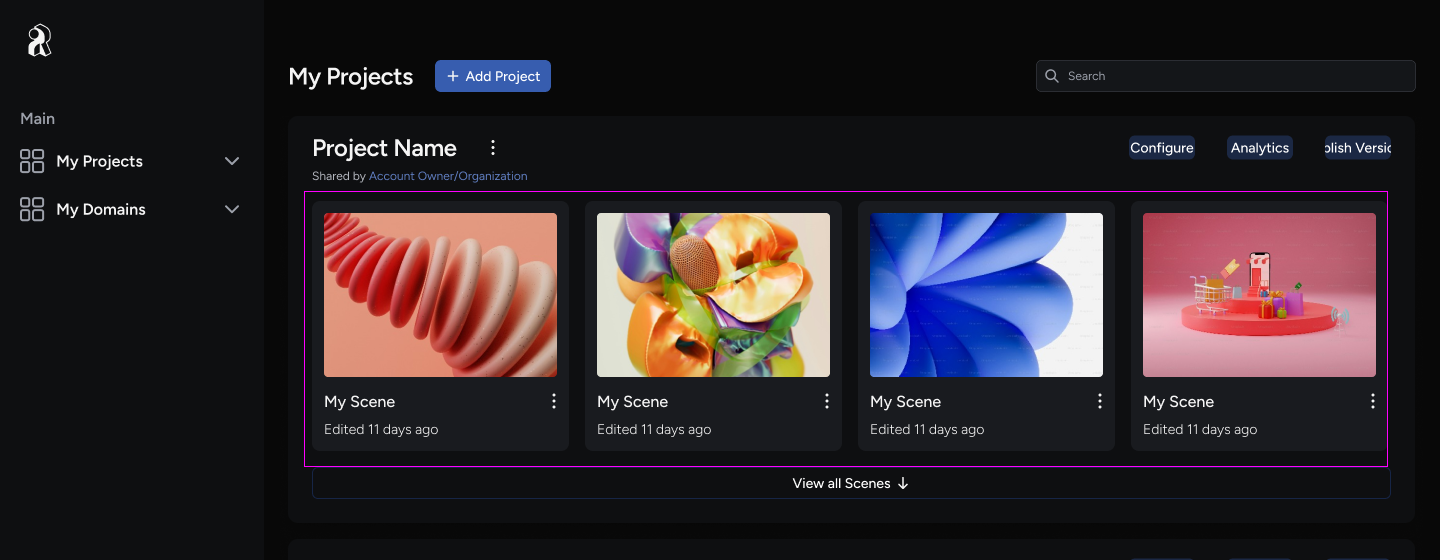 Main
My Projects
My Domains
My Projects
+ Add Project
Search
Project Name
Configure
Analytics
Shared by Account Owner/Organization
My Scene
Edited 11 days ago
My Scene
Edited 11 days ago
My Scene
Edited 11 days ago
My Scene
Edited 11 days ago
View all Scenes ↓